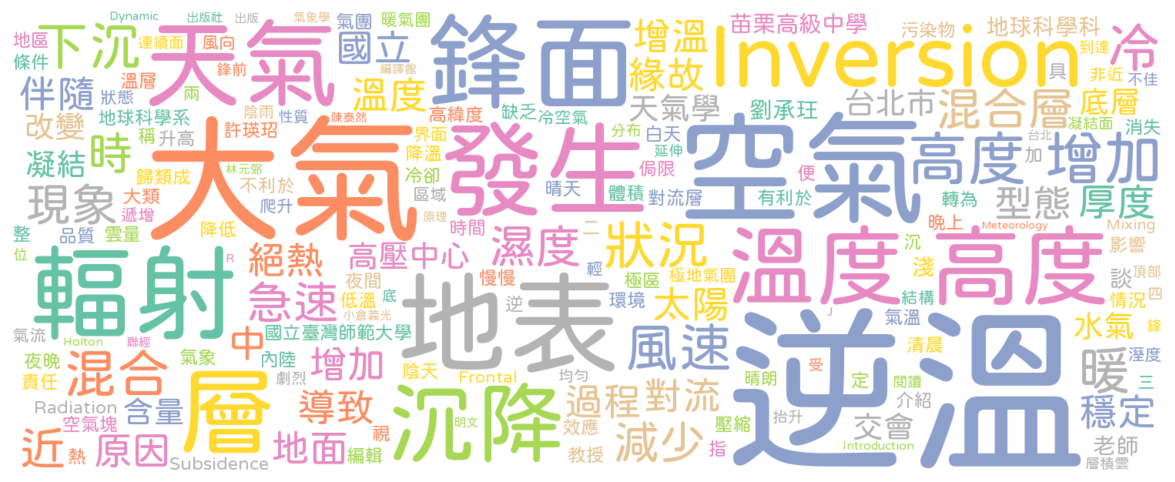 Dynamic 出版社 出版 氣象學 氣團 暖氣團 苗栗高級中學 污染物 地球科學科
地區 下沉 連續面 風向 天氣 國立 鋒面 增溫 Inversion 到達 冷
條件 溫層 鋒前 編譯館 緣故 具 非近 不佳
伴隨 狀態 兩 溫度 天氣學 劉承珏 台北市 混合層 底層
改變 地球科學系 陰雨 性質 陳泰然 高緯度 缺乏 冷空氣 分布 白天 凝結面 消失
稱 升高 許瑛玿 界面 發生 延伸 空氣 高度 台北 增加
凝結 時 大氣 降溫 侷限 加
歸類成 林元弼 冷卻 晴天 便
現象 大類 不利於 區域 體積 對流層 有利於 轉為 型態 厚度
遞增 爬升 原理 晚上 Meteorology Mixing
整 品質 雲量 降低 時間 二 狀況 溫度 高度 沉 影響
位 R 絕熱 高壓中心 濕度 淺 談 頂部
輻射 夜間 慢慢 輕 極區 極地氣團 結構 情況 四
急速 低溫 底 逆 地表 環境 太陽 J 氣溫 水氣 鋒
氣流 小倉義光 國立臺灣師範大學 風速 逆溫 清晨
Holton 聯經 中 內陸 暖 溼度
夜晚 混合 氣象 增加 陰天 均勻 晴朗 受 定 閱讀 三
責任 劇烈 Frontal 介紹
Radiation 含量 層 導致 沉降 過程 對流 壓縮 抬升 交會 穩定
空氣塊 視 明文 效應
近 熱 原因 Subsidence 地面 編輯 教授 減少 指 Introduction 老師
層積雲